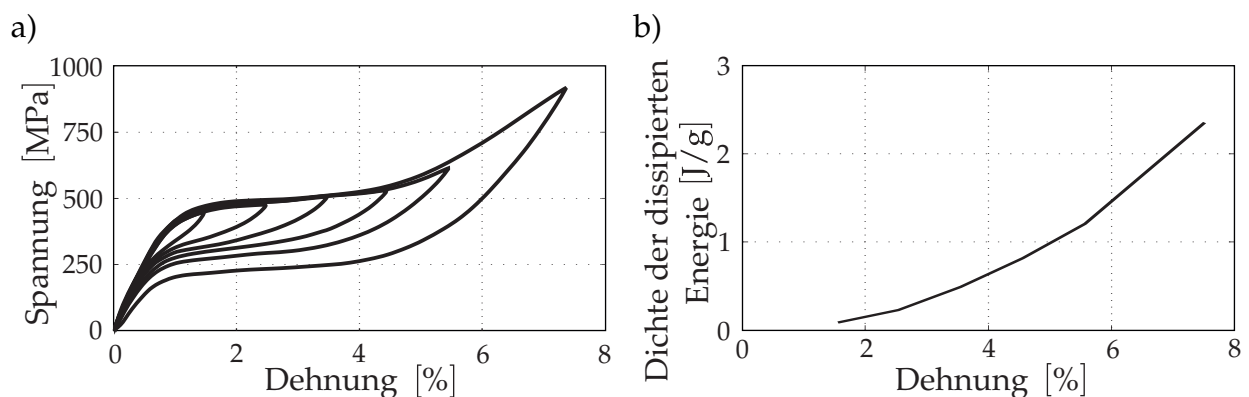 a)
Spannung [MPa]
1000
750
500
250
0
0 2 4 6 8
Dehnung [%]
b)
Dichte der dissipierten
Energie [J/g]
3
2
1
0
0 2 4 6 8
Dehnung [%]